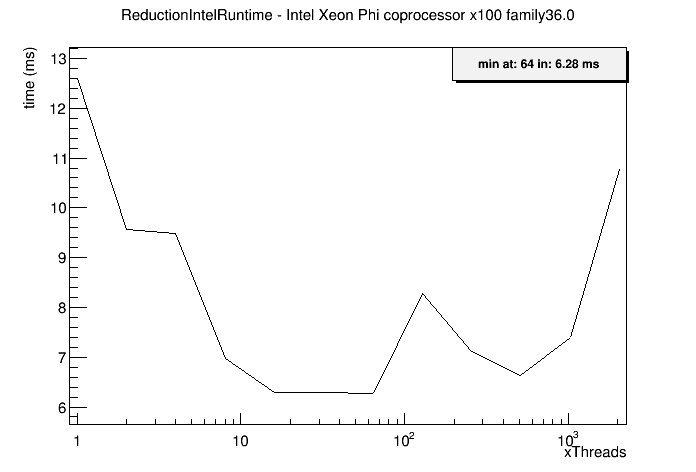 ReductionIntelRuntime - Intel Xeon Phi coprocessor x100 family36.0
time (ms)
min at: 64 in: 6.28 ms
13
12
11
10
9
8
7
6
1 10 10² 10³
xThreads